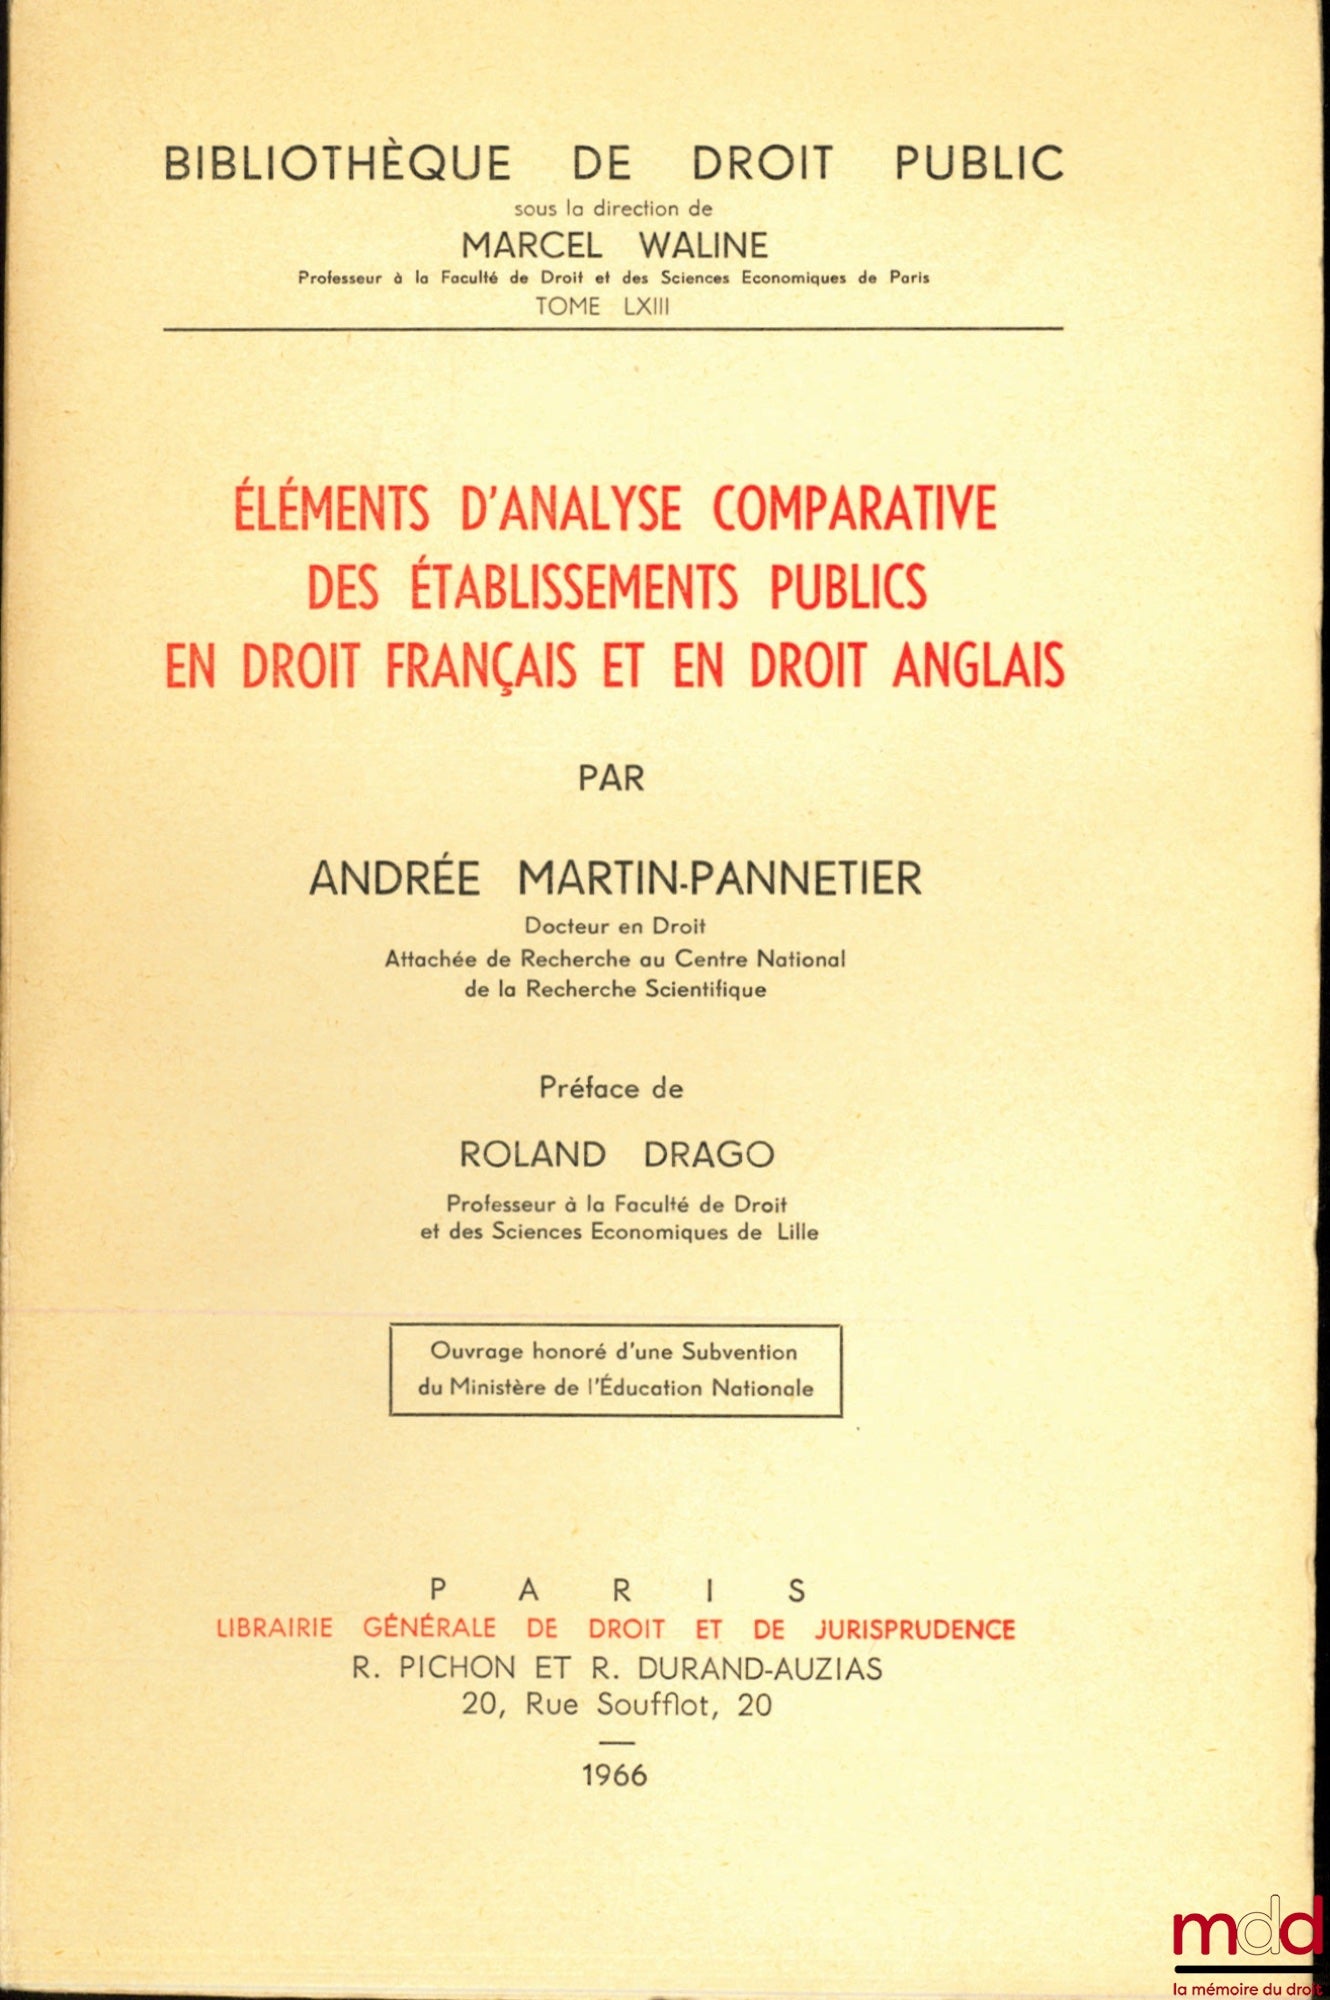 BIBLIOTHÈQUE DE DROIT PUBLIC
sous la direction de
MARCEL WALINE
Professeur à la Faculté de Droit et des Sciences Economiques de Paris
TOME LXIII
ÉLÉMENTS D'ANALYSE COMPARATIVE
DES ÉTABLISSEMENTS PUBLICS
EN DROIT FRANÇAIS ET EN DROIT ANGLAIS
PAR
ANDRÉE MARTIN-PANNETIER
Docteur en Droit
Attachée de Recherche au Centre National
de la Recherche Scientifique
Préface de
ROLAND DRAGO
Professeur à la Faculté de Droit
et des Sciences Economiques de Lille
Ouvrage honoré d'une Subvention
du Ministère de l'Éducation Nationale
PARIS
LIBRAIRIE GÉNÉRALE DE DROIT ET DE JURISPRUDENCE
R. PICHON ET R. DURAND-AUZIAS
20, Rue Soufflot, 20
1966
mdd
la mémoire du droit